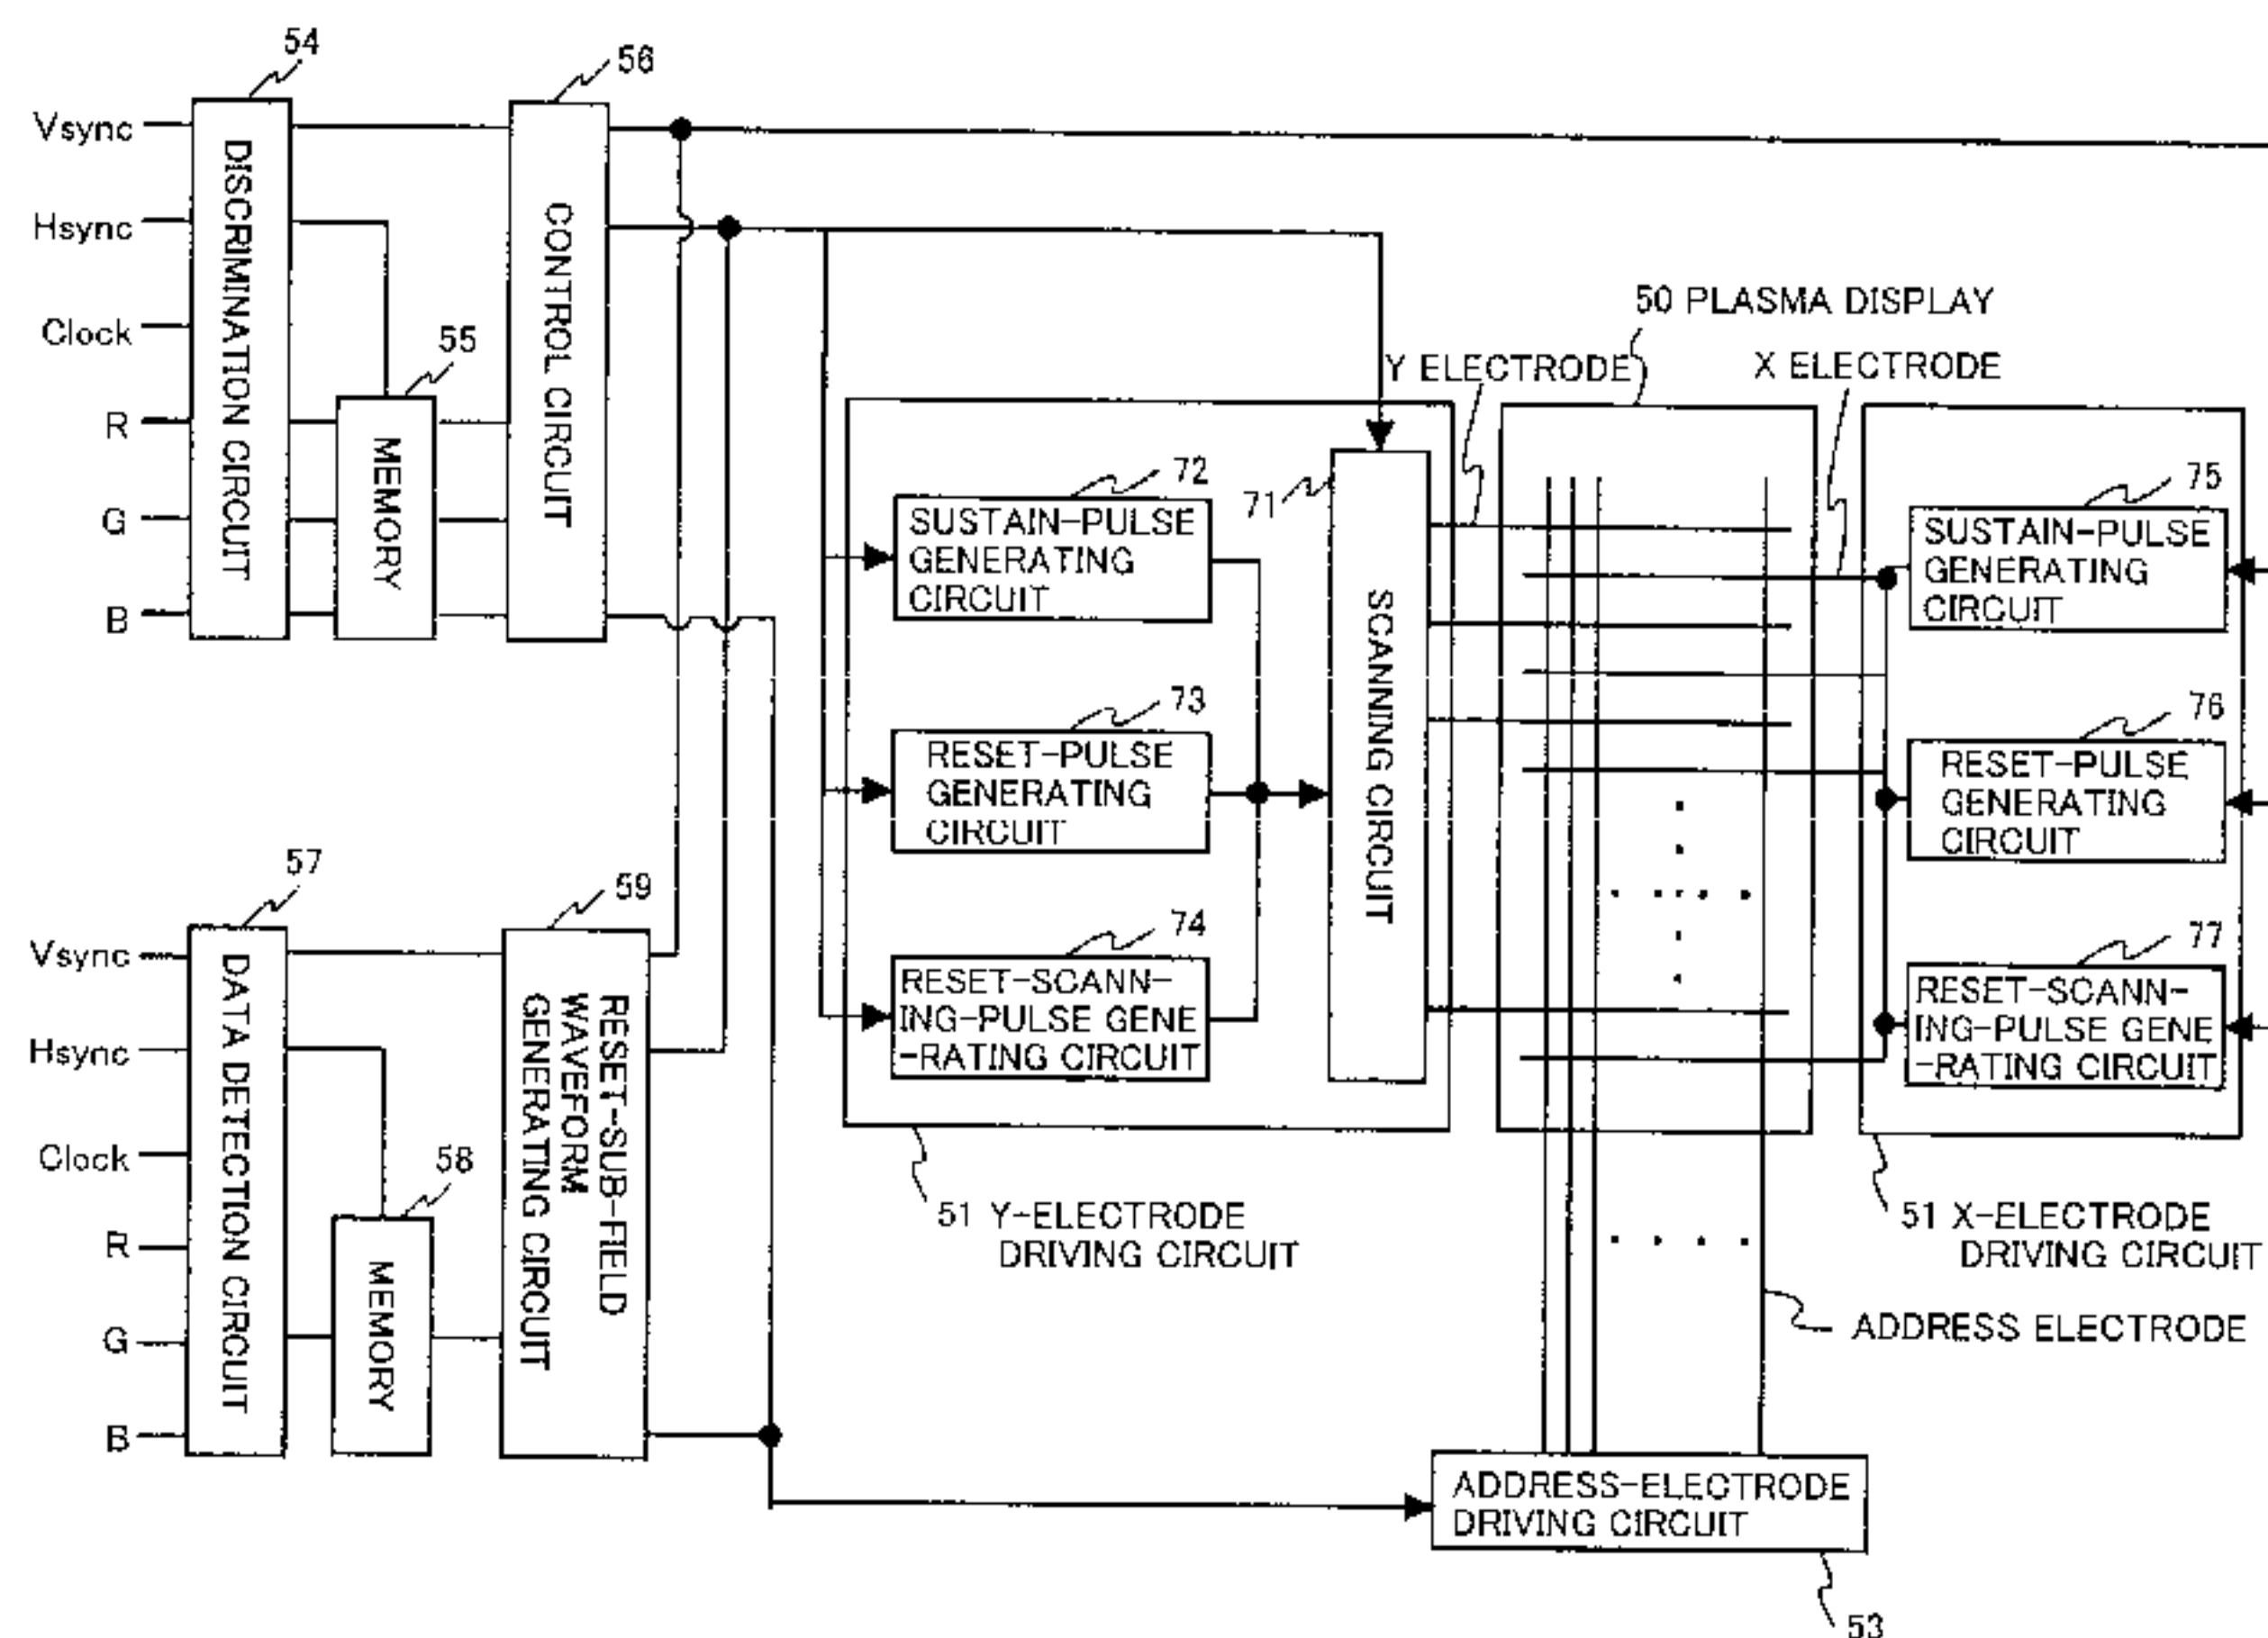 54
56
Vsync
Hsync
Clock
R
G
B
DISCRIMINATION CIRCUIT
55
MEMORY
CONTROL CIRCUIT
50 PLASMA DISPLAY
Y ELECTRODE
X ELECTRODE
72
SUSTAIN-PULSE
GENERATING
CIRCUIT
71
SCANNING CIRCUIT
75
SUSTAIN-PULSE
GENERATING
CIRCUIT
73
RESET-PULSE
GENERATING
CIRCUIT
76
RESET-PULSE
GENERATING
CIRCUIT
74
RESET-SCANN-
ING-PULSE GENE
-RATING CIRCUIT
77
RESET-SCANN-
ING-PULSE GENE
-RATING CIRCUIT
57
59
Vsync
Hsync
Clock
R
G
B
DATA DETECTION CIRCUIT
58
MEMORY
RESET-SUB-FIELD
WAVEFORM
GENERATING CIRCUIT
51 Y-ELECTRODE
DRIVING CIRCUIT
51 X-ELECTRODE
DRIVING CIRCUIT
ADDRESS ELECTRODE
ADDRESS-ELECTRODE
DRIVING CIRCUIT
53